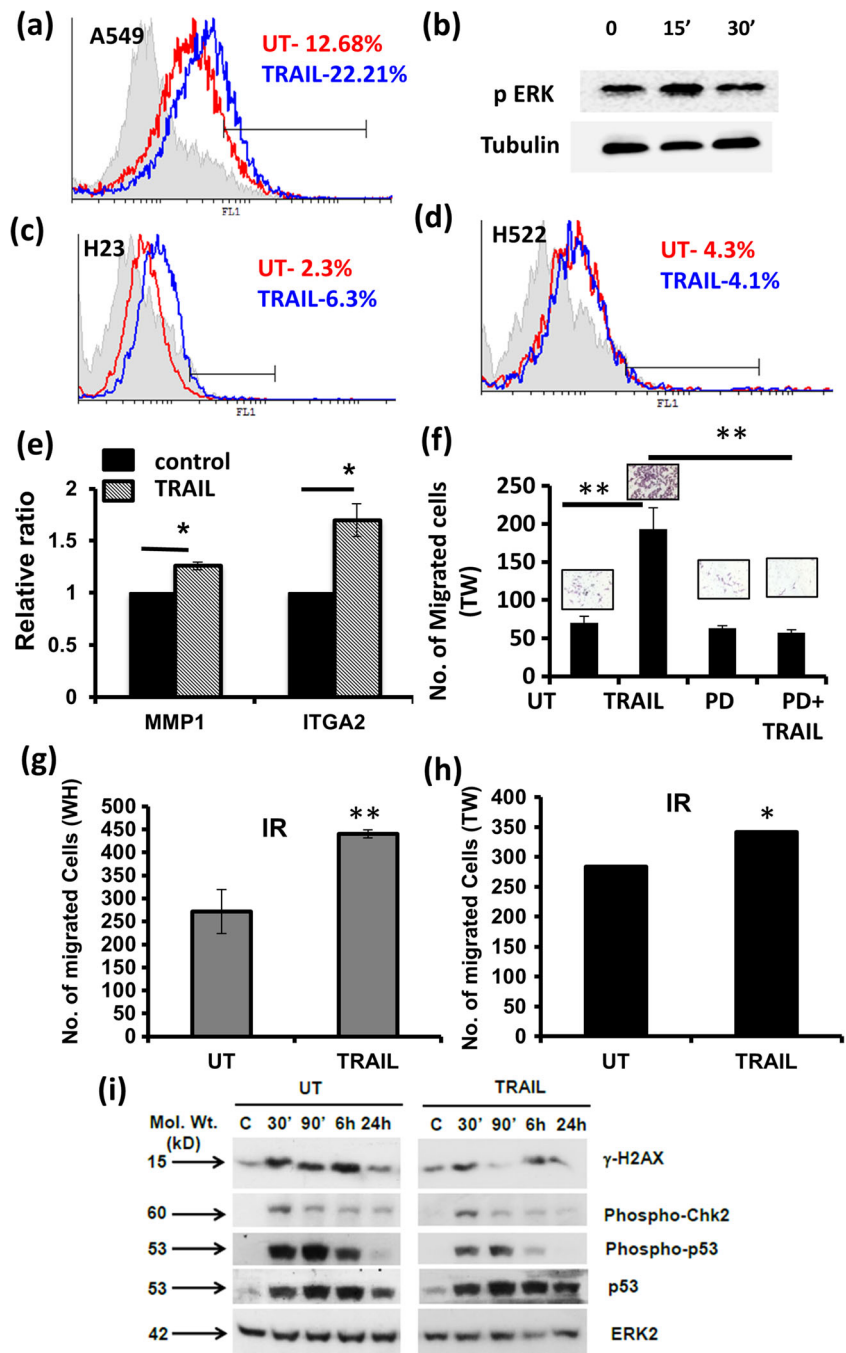 (a)
A549
UT- 12.68%
TRAIL-22.21%
FL1
(b)
0 15’ 30’
p ERK
Tubulin
(c)
H23
UT- 2.3%
TRAIL-6.3%
FL1
(d)
H522
UT- 4.3%
TRAIL-4.1%
FL1
(e)
control
TRAIL
Relative ratio
2
1.5
1
0.5
0
*
*
MMP1 ITGA2
(f)
No. of Migrated cells
(TW)
250
200
150
100
50
0
**
**
UT TRAIL PD PD+
TRAIL
(g)
No. of migrated Cells (WH)
500
450
400
350
300
250
200
150
100
50
0
IR
**
UT TRAIL
(h)
No. of migrated Cells (TW)
400
350
300
250
200
150
100
50
0
IR
*
UT TRAIL
(i)
UT TRAIL
Mol. Wt.
(kD)
C 30’ 90’ 6h 24h C 30’ 90’ 6h 24h
15 γ-H2AX
60 Phospho-Chk2
53 Phospho-p53
53 p53
42 ERK2